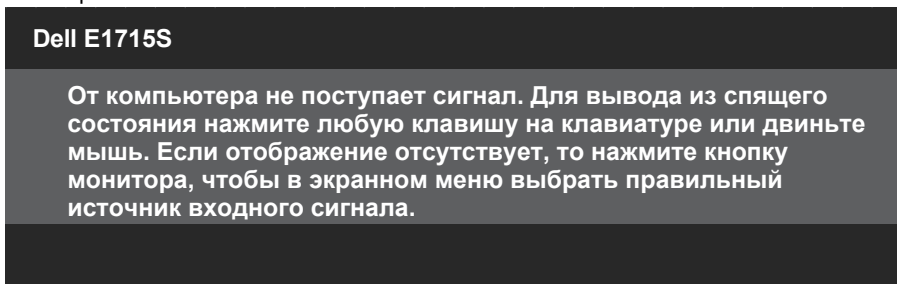 Dell E1715S
От компьютера не поступает сигнал. Для вывода из спящего
состояния нажмите любую клавишу на клавиатуре или двиньте
мышь. Если отображение отсутствует, то нажмите кнопку
монитора, чтобы в экранном меню выбрать правильный
источник входного сигнала.